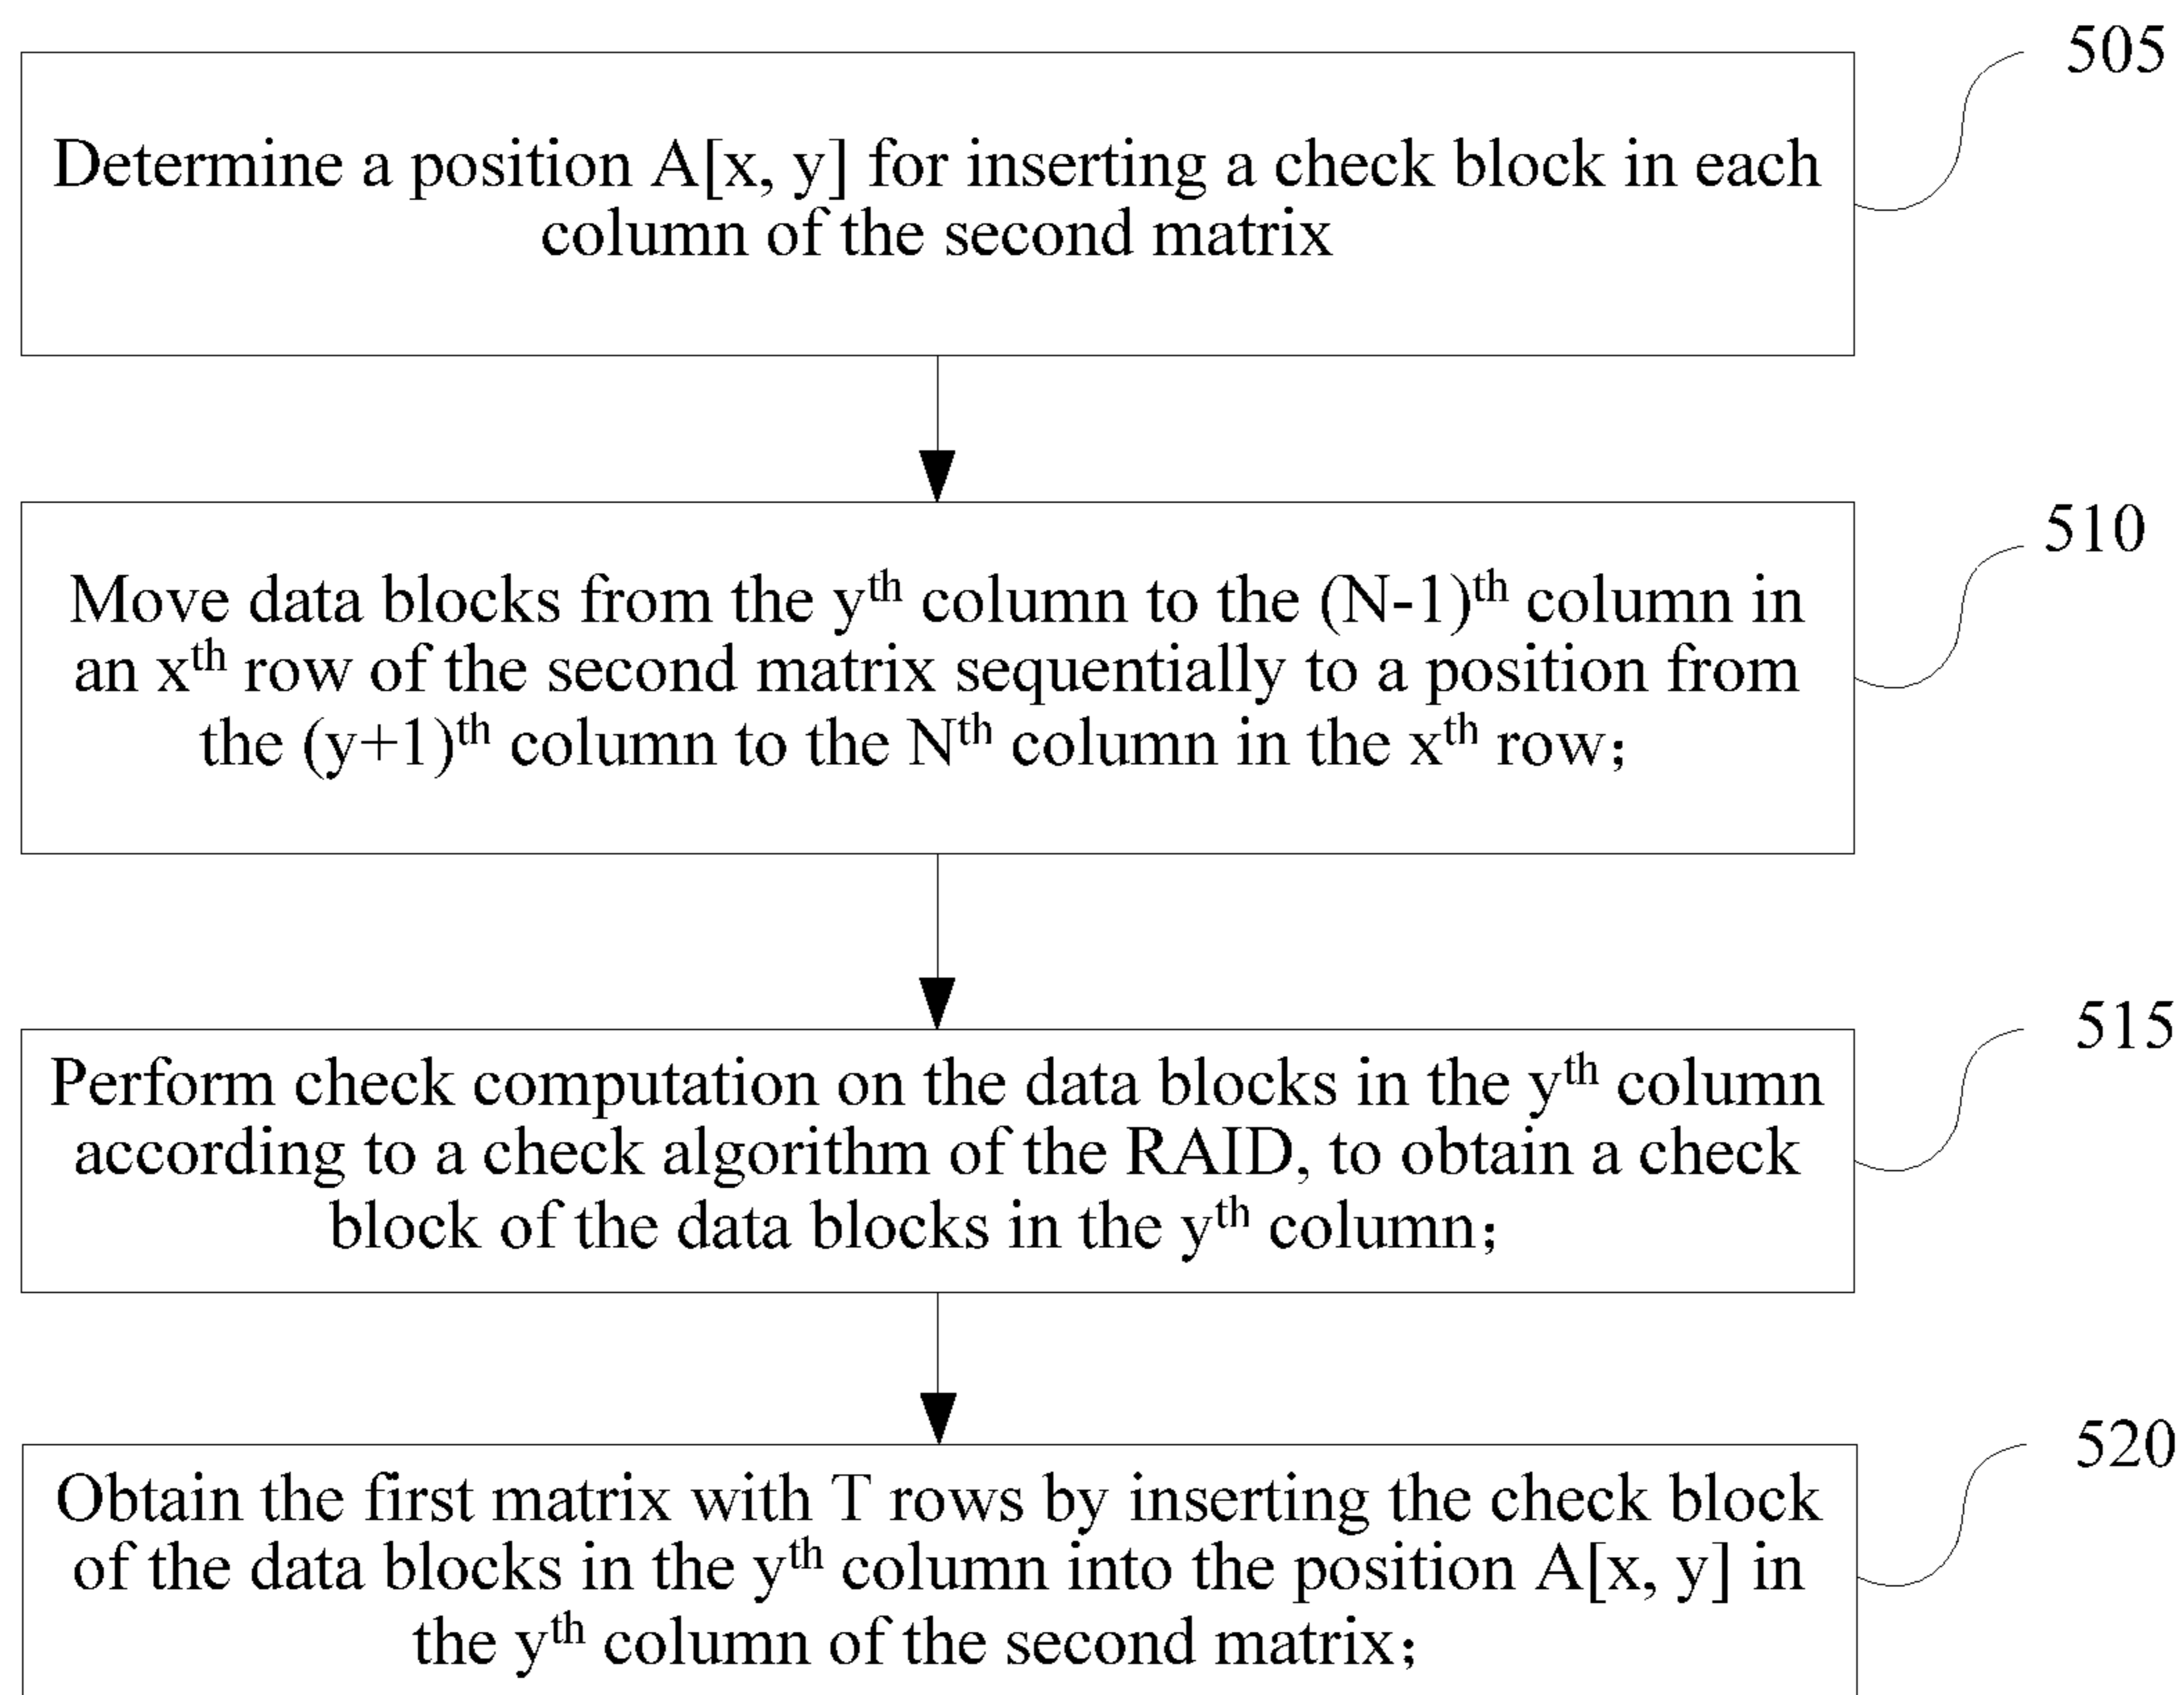 505
Determine a position A[x, y] for inserting a check block in each
column of the second matrix
510
Move data blocks from the yth column to the (N-1)th column in
an xth row of the second matrix sequentially to a position from
the (y+1)th column to the Nth column in the xth row;
515
Perform check computation on the data blocks in the yth column
according to a check algorithm of the RAID, to obtain a check
block of the data blocks in the yth column;
520
Obtain the first matrix with T rows by inserting the check block
of the data blocks in the yth column into the position A[x, y] in
the yth column of the second matrix;